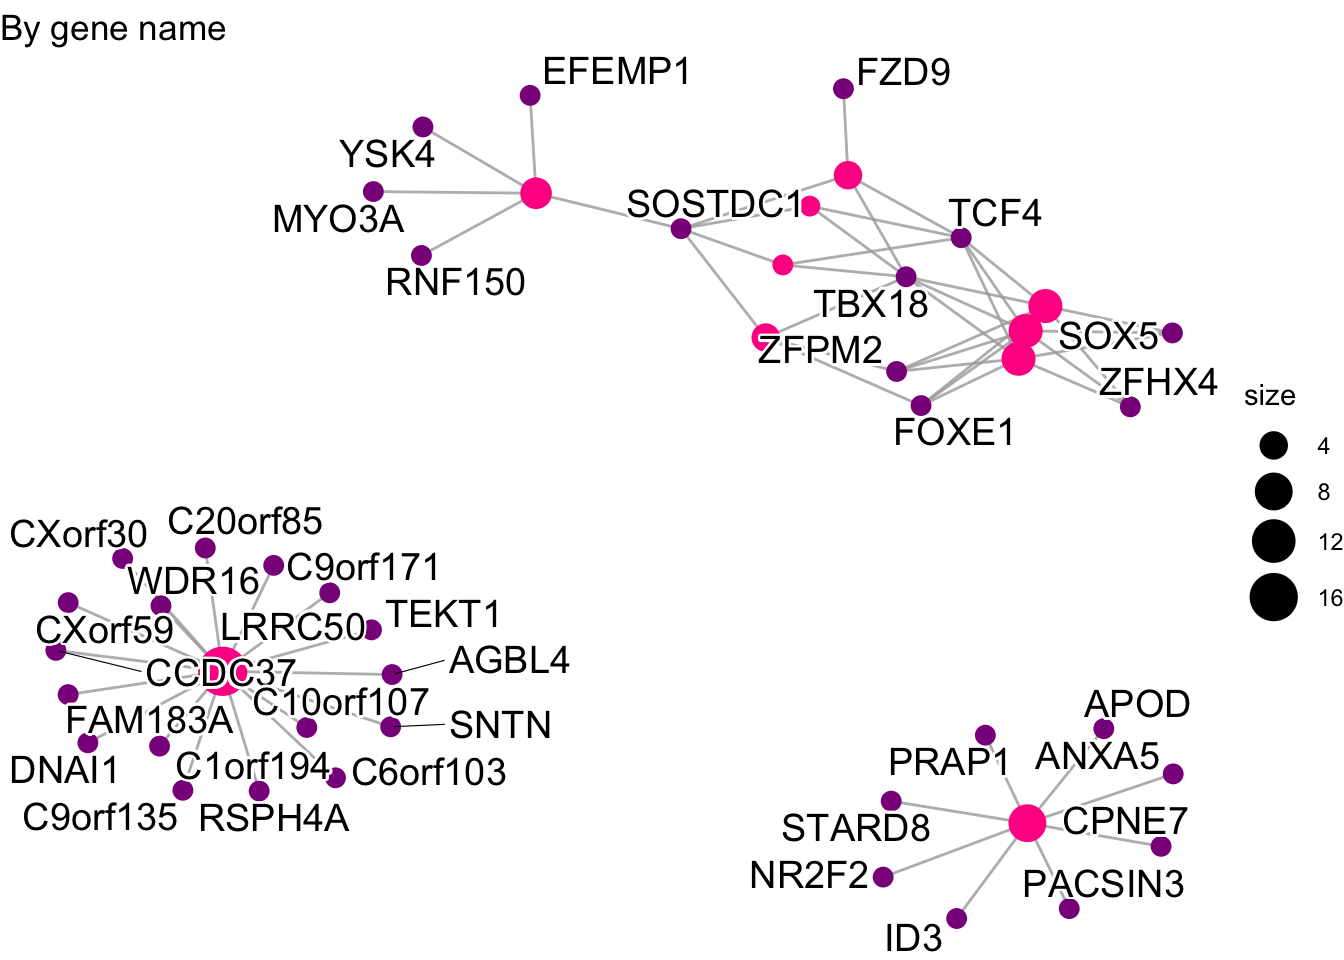 By gene name
EFEMP1
FZD9
YSK4
MYO3A
SOSTDC1
TCF4
RNF150
TBX18
SOX5
ZFPM2
ZFHX4
FOXE1
size
4
8
12
16
CXorf30
C20orf85
WDR16
C9orf171
CXorf59
LRRC50
TEKT1
CCDC37
AGBL4
C10orf107
FAM183A
SNTN
DNAI1
C1orf194
C6orf103
C9orf135
RSPH4A
APOD
PRAP1
ANXA5
STARD8
CPNE7
NR2F2
PACSIN3
ID3